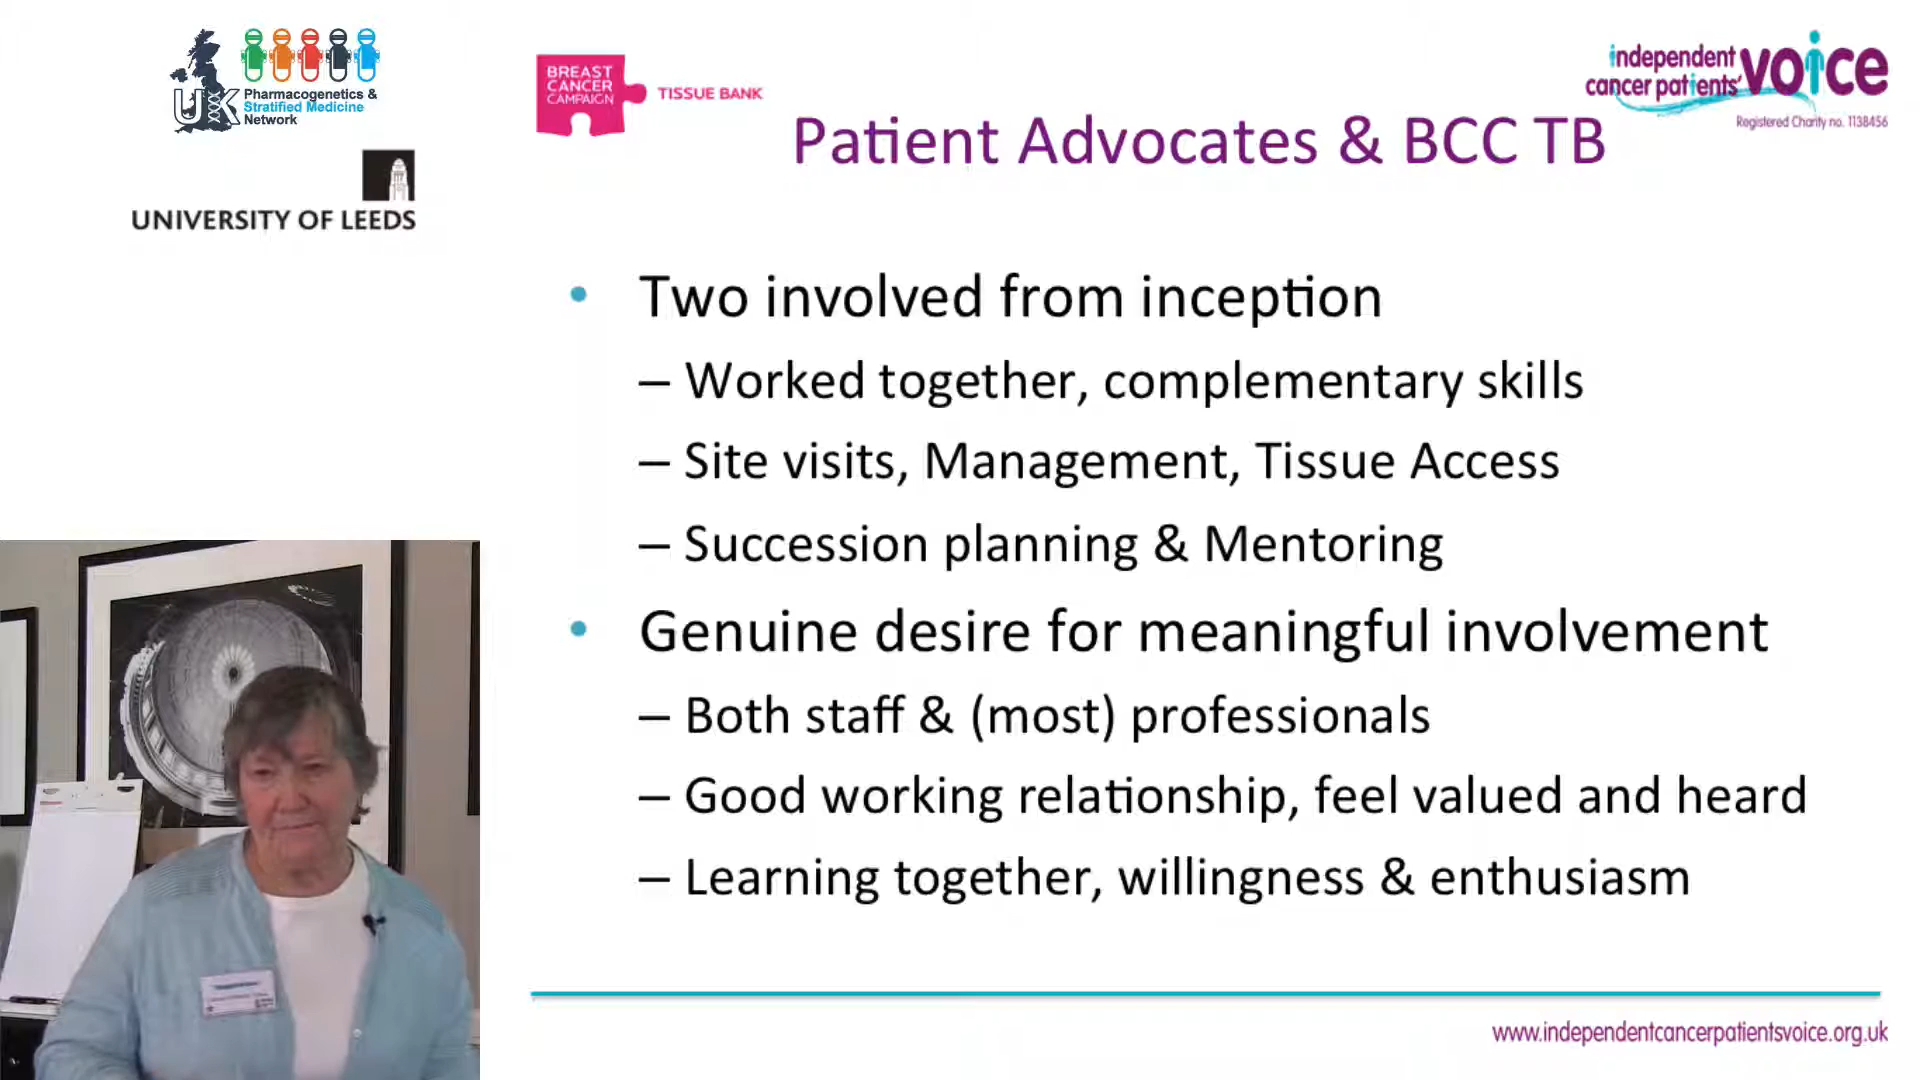 UK
Pharmacogenetics &
Stratified Medicine
Network
UNIVERSITY OF LEEDS
BREAST
CANCER
CAMPAIGN
TISSUE BANK
independent
cancer patients'
voice
Registered Charity no. 1138456
Patient Advocates & BCC TB
• Two involved from inception
– Worked together, complementary skills
– Site visits, Management, Tissue Access
– Succession planning & Mentoring
• Genuine desire for meaningful involvement
– Both staff & (most) professionals
– Good working relationship, feel valued and heard
– Learning together, willingness & enthusiasm
www.independentcancerpatientsvoice.org.uk